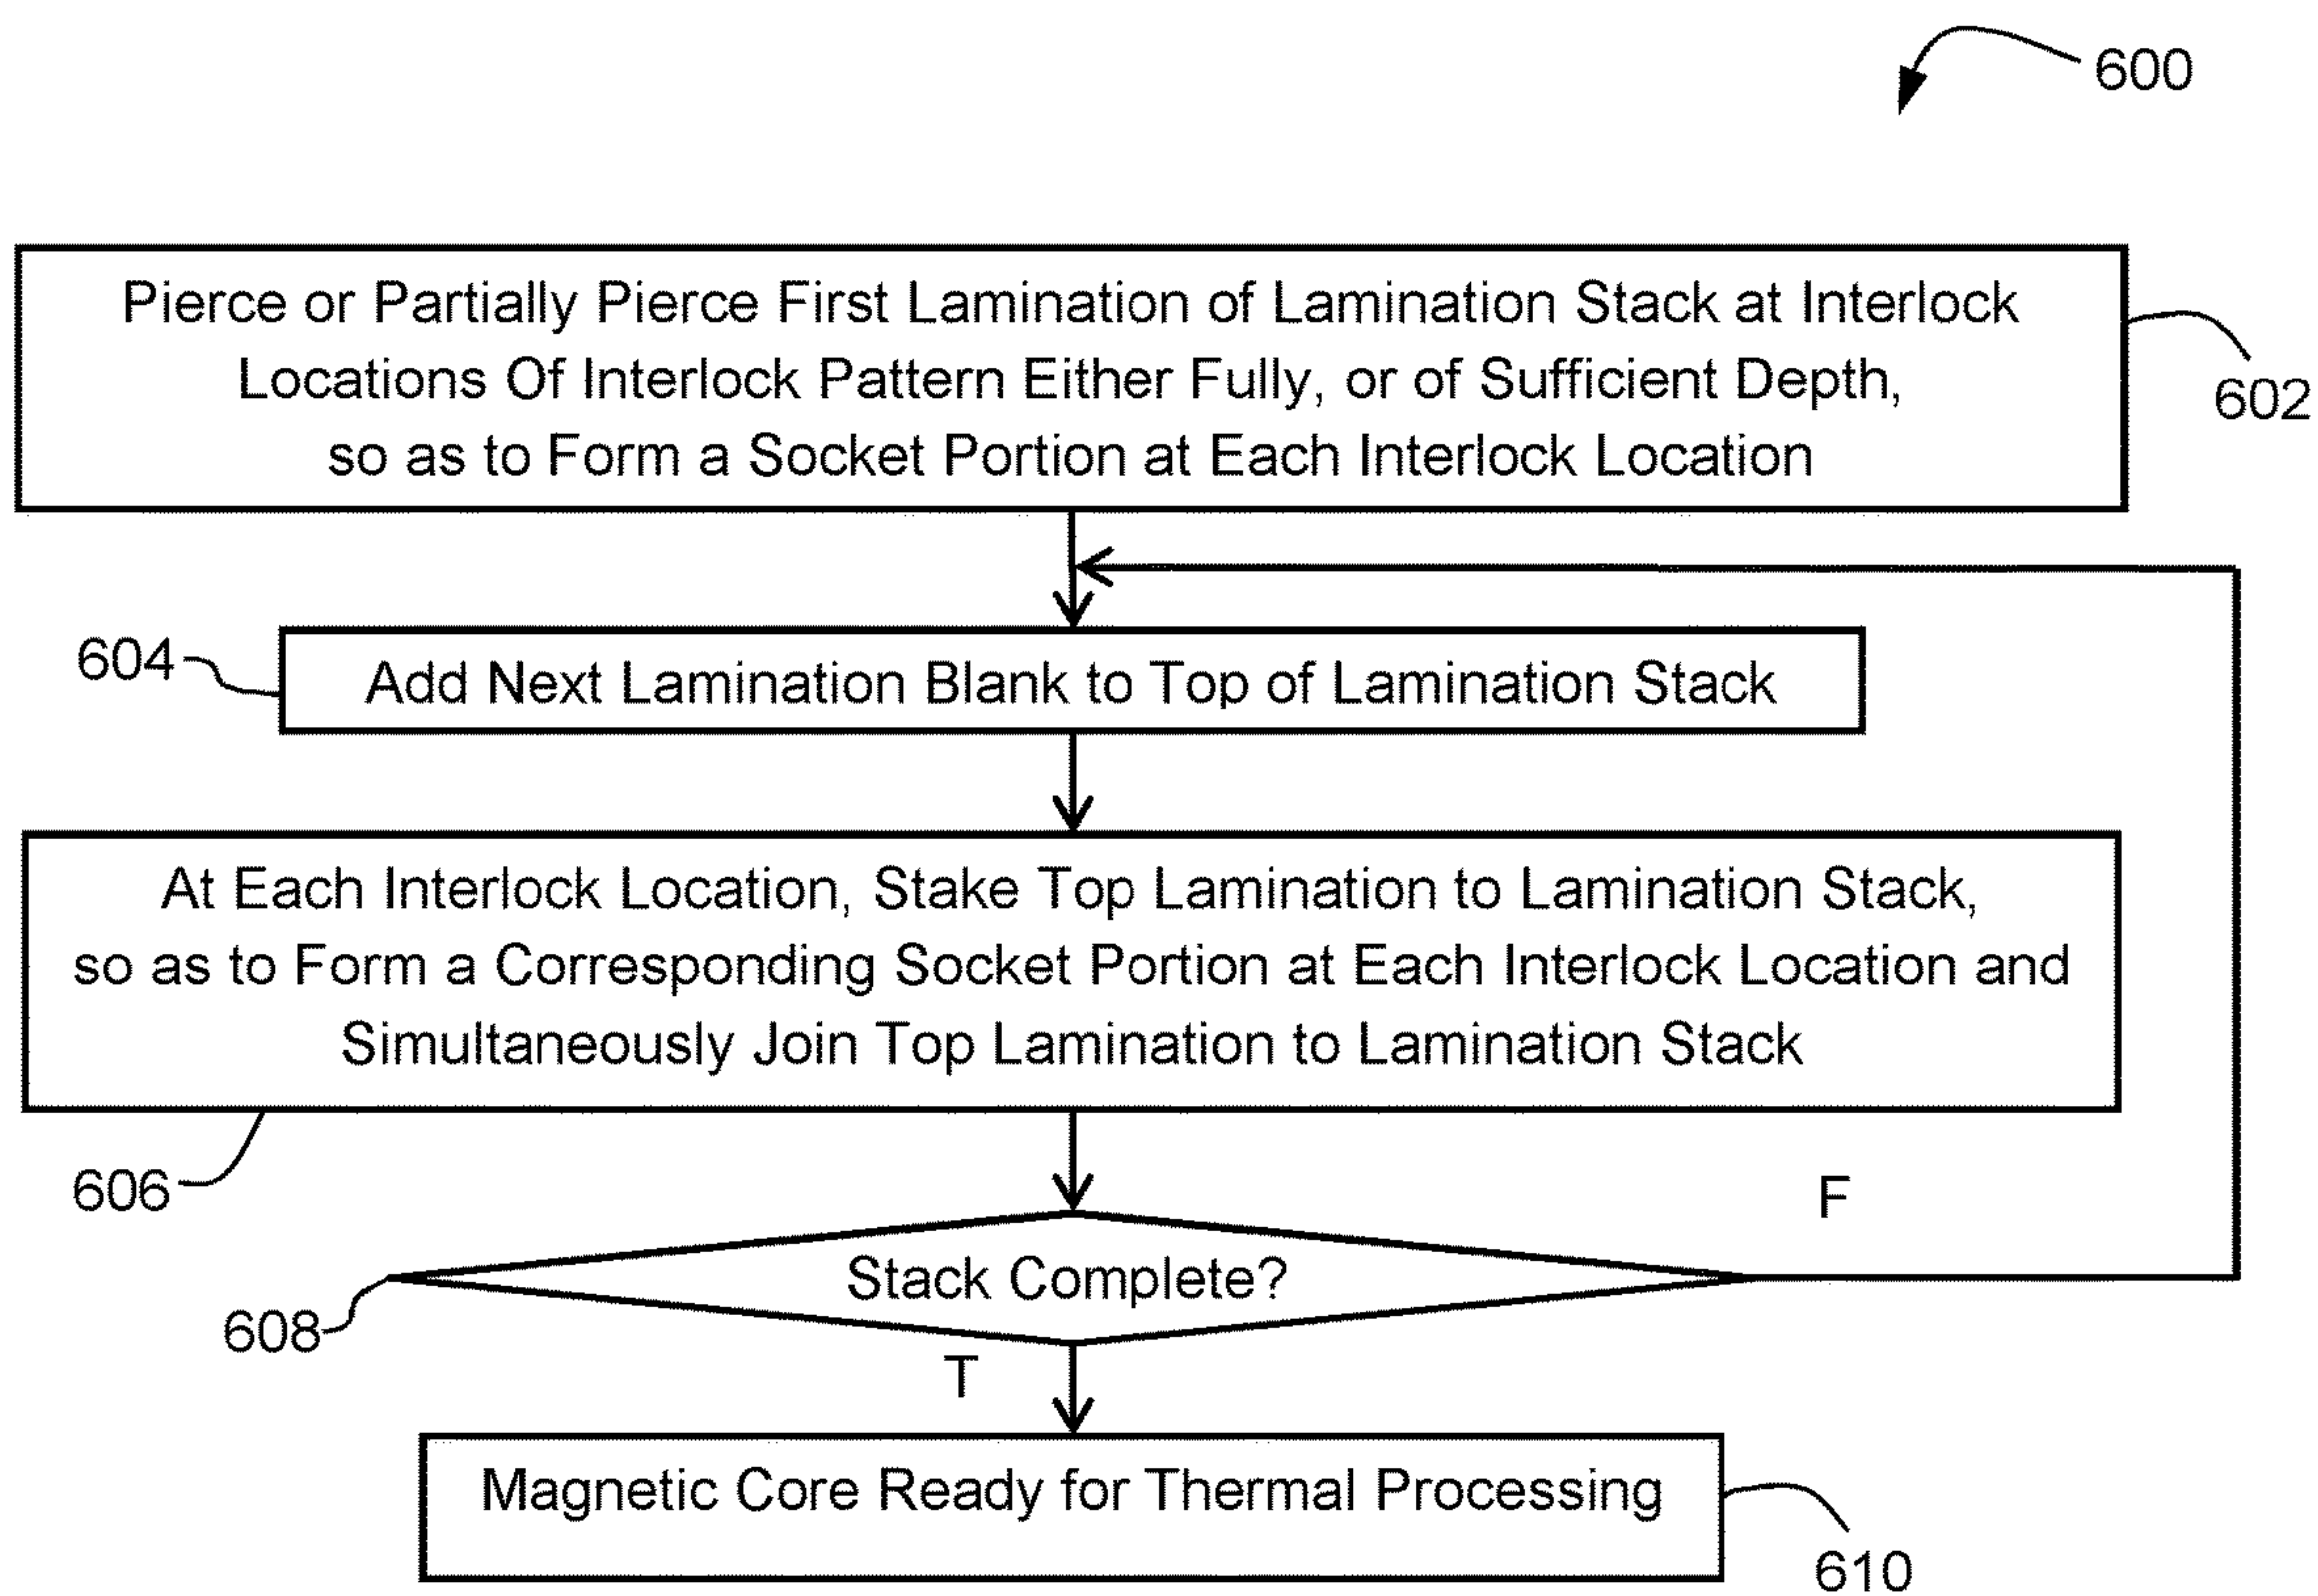 600
Pierce or Partially Pierce First Lamination of Lamination Stack at Interlock
Locations Of Interlock Pattern Either Fully, or of Sufficient Depth,
so as to Form a Socket Portion at Each Interlock Location
602
604
Add Next Lamination Blank to Top of Lamination Stack
At Each Interlock Location, Stake Top Lamination to Lamination Stack,
so as to Form a Corresponding Socket Portion at Each Interlock Location and
Simultaneously Join Top Lamination to Lamination Stack
606
F
Stack Complete?
608
T
Magnetic Core Ready for Thermal Processing
610